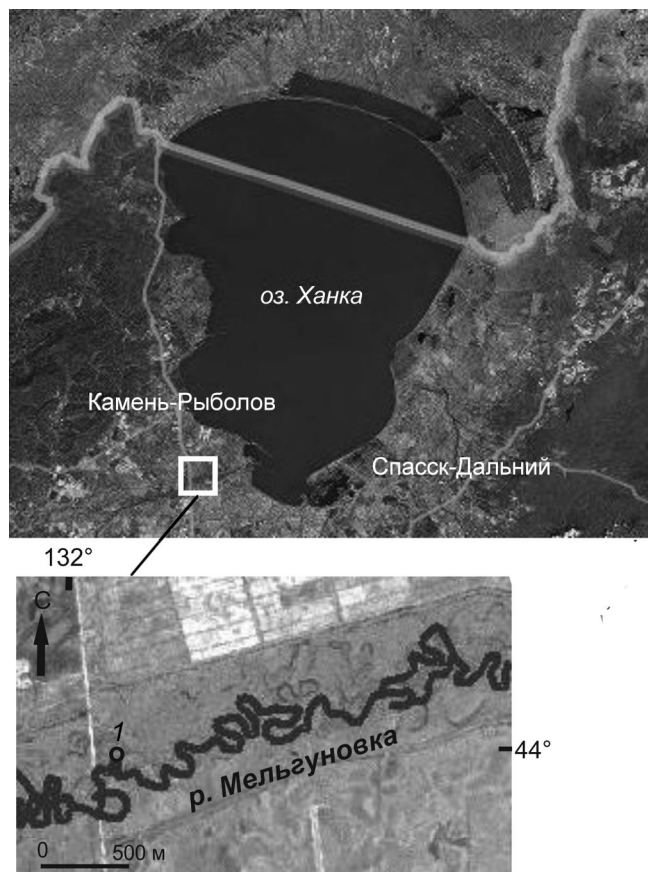 оз. Ханка
Камень-Рыболов
Спасск-Дальний
132°
С
1
44°
р. Мельгуновка
0 500 м